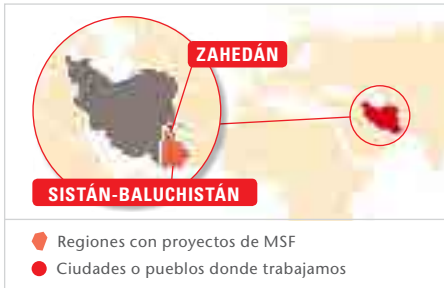 ZAHEDÁN
SISTÁN-BALUCHISTÁN
Regiones con proyectos de MSF
Ciudades o pueblos donde trabajamos